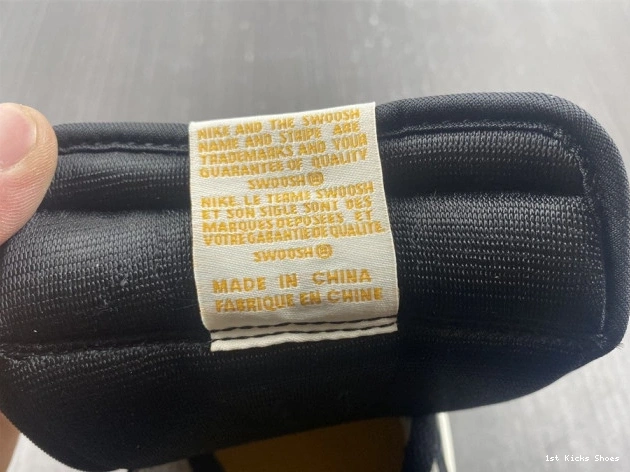 NIKE AND THE SWOOSH
NAME AND STRIPE ARE
TRADEMARKS AND YOUR
GUARANTEE OF QUALITY
SWOOSH®
NIKE, LE TERME SWOOSH
ET SON SIGLE SONT DES
MARQUES DEPOSEES ET
VOTRE GARANTIE DE QUALITE.
SWOOSH®
MADE IN CHINA
FABRIQUE EN CHINE
1st Kicks Shoes